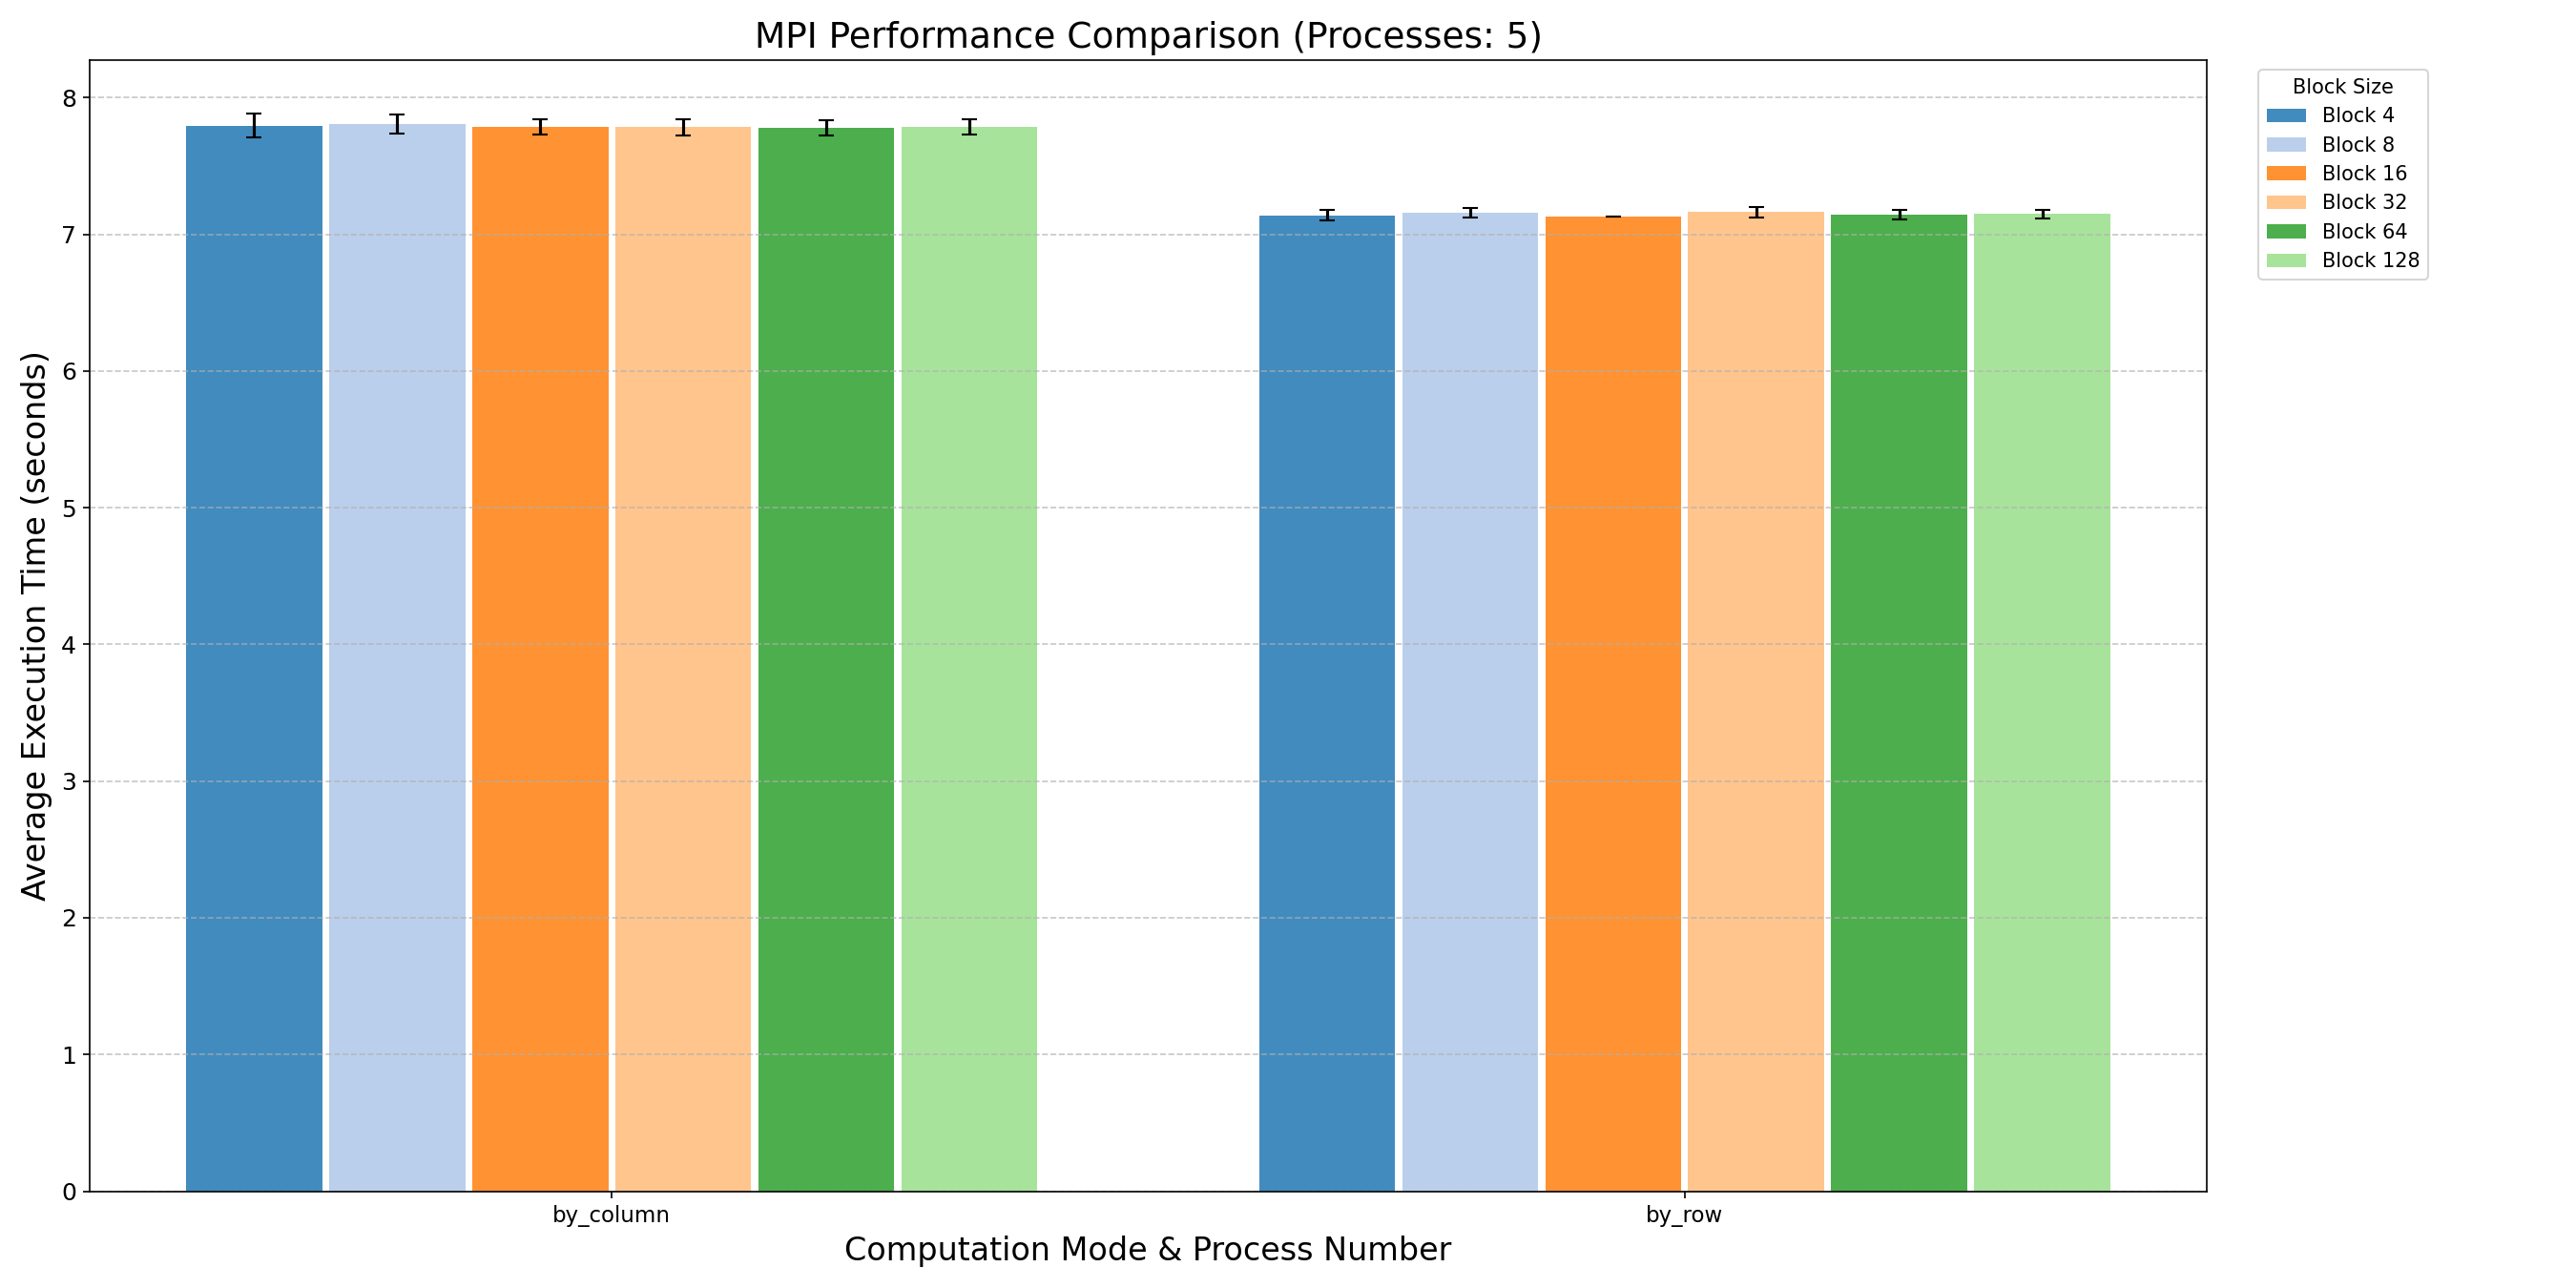 MPI Performance Comparison (Processes: 5)
Average Execution Time (seconds)
8
7
6
5
4
3
2
1
0
by_column
by_row
Computation Mode & Process Number
Block Size
Block 4
Block 8
Block 16
Block 32
Block 64
Block 128